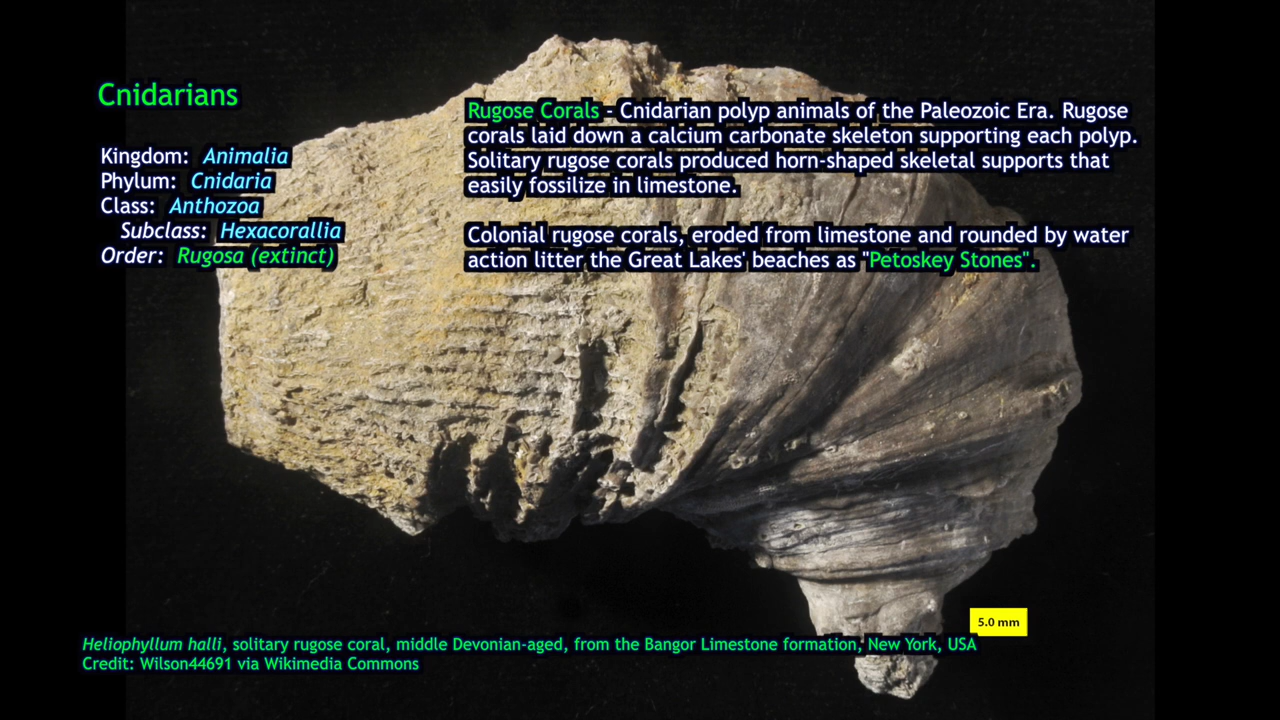 Cnidarians
Kingdom: Animalia
Phylum: Cnidaria
Class: Anthozoa
Subclass: Hexacorallia
Order: Rugosa (extinct)
Rugose Corals - Cnidarian polyp animals of the Paleozoic Era. Rugose
corals laid down a calcium carbonate skeleton supporting each polyp.
Solitary rugose corals produced horn-shaped skeletal supports that
easily fossilize in limestone.
Colonial rugose corals, eroded from limestone and rounded by water
action litter the Great Lakes' beaches as "Petoskey Stones".
5.0 mm
Heliophyllum halli, solitary rugose coral, middle Devonian-aged, from the Bangor Limestone formation, New York, USA
Credit: Wilson44691 via Wikimedia Commons